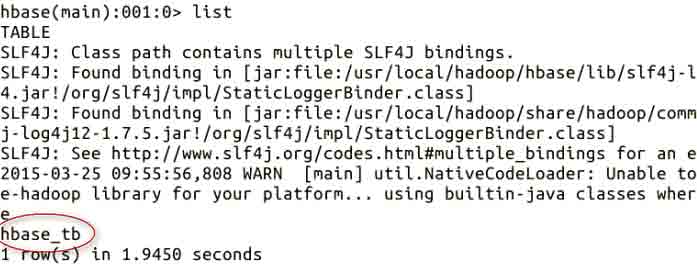 hbase(main):001:0> list
TABLE
SLF4J: Class path contains multiple SLF4J bindings.
SLF4J: Found binding in [jar:file:/usr/local/hadoop/hbase/lib/slf4j-l
4.jar!/org/slf4j/impl/StaticLoggerBinder.class]
SLF4J: Found binding in [jar:file:/usr/local/hadoop/share/hadoop/comm
j-log4j12-1.7.5.jar!/org/slf4j/impl/StaticLoggerBinder.class]
SLF4J: See http://www.slf4j.org/codes.html#multiple_bindings for an e
2015-03-25 09:55:56,808 WARN  [main] util.NativeCodeLoader: Unable to
e-hadoop library for your platform... using builtin-java classes wher
e
hbase_tb
1 row(s) in 1.9450 seconds